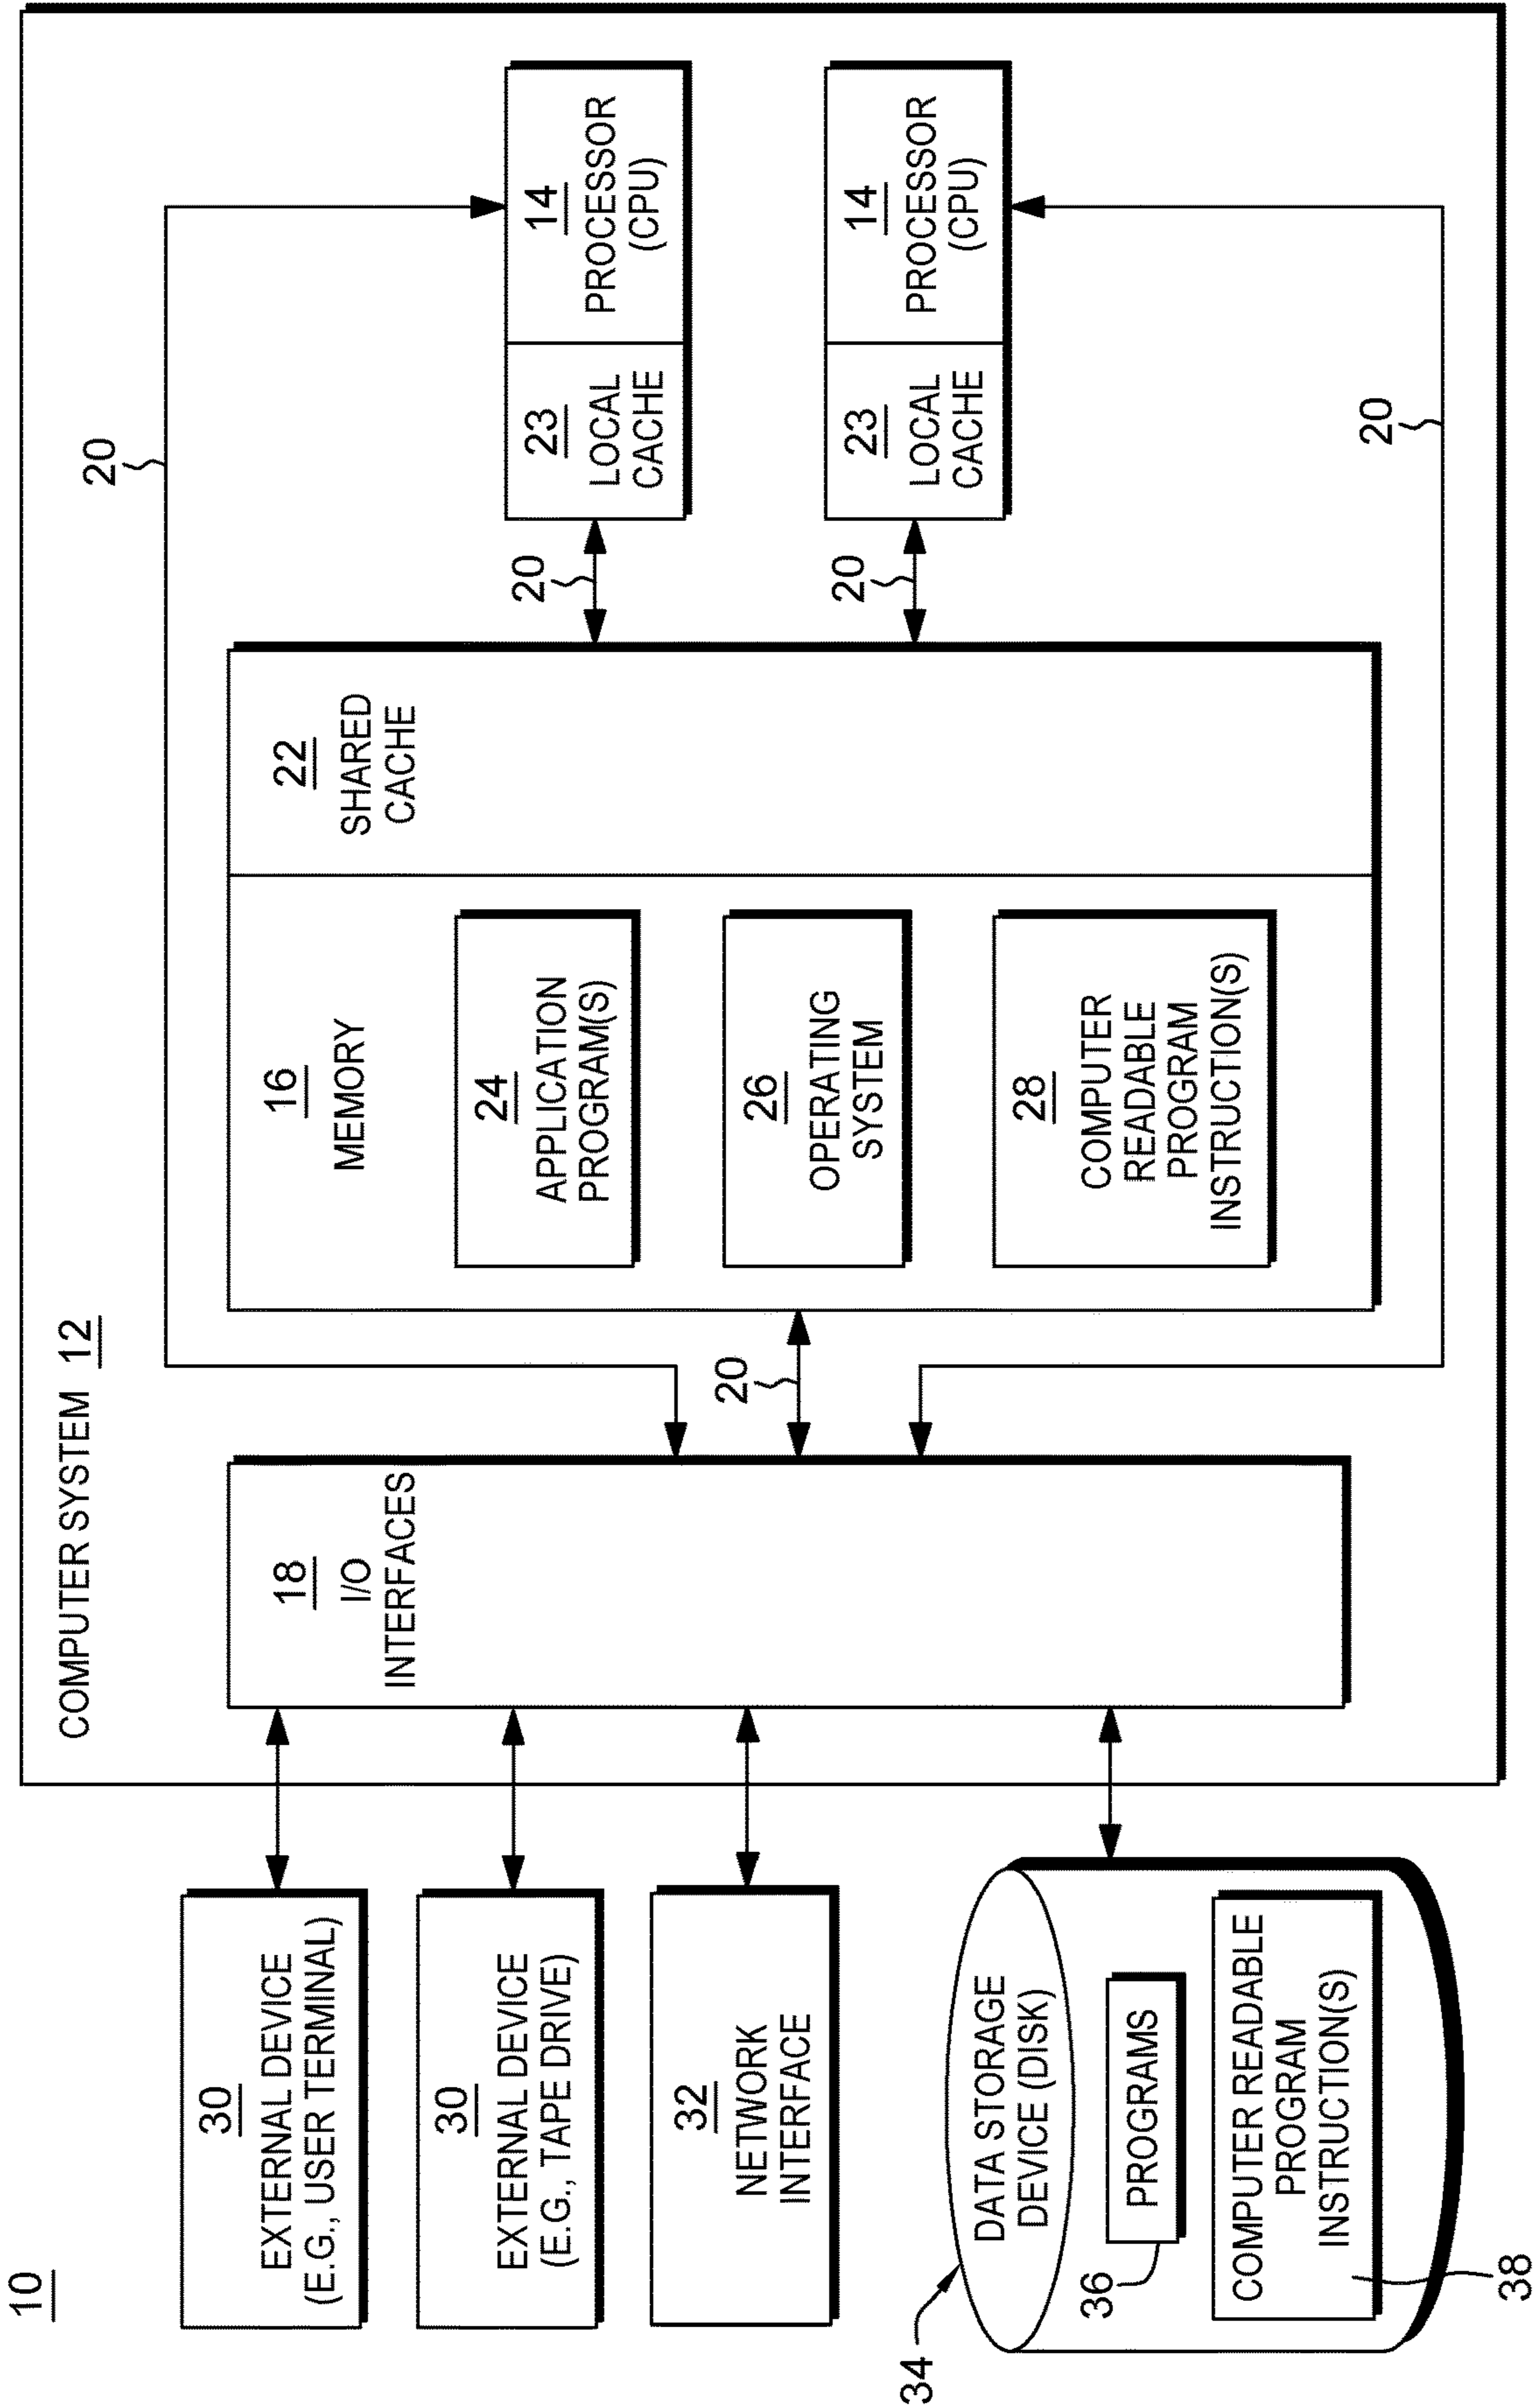 10
COMPUTER SYSTEM 12
20
30
EXTERNAL DEVICE
(E.G., USER TERMINAL)
30
EXTERNAL DEVICE
(E.G., TAPE DRIVE)
32
NETWORK
INTERFACE
34
DATA STORAGE
DEVICE (DISK)
36
PROGRAMS
COMPUTER READABLE
PROGRAM
INSTRUCTION(S)
38
18
I/O
INTERFACES
20
16
MEMORY
24
APPLICATION
PROGRAM(S)
26
OPERATING
SYSTEM
28
COMPUTER
READABLE
PROGRAM
INSTRUCTION(S)
22
SHARED
CACHE
20
20
23
LOCAL
CACHE
14
PROCESSOR
(CPU)
23
LOCAL
CACHE
14
PROCESSOR
(CPU)
20